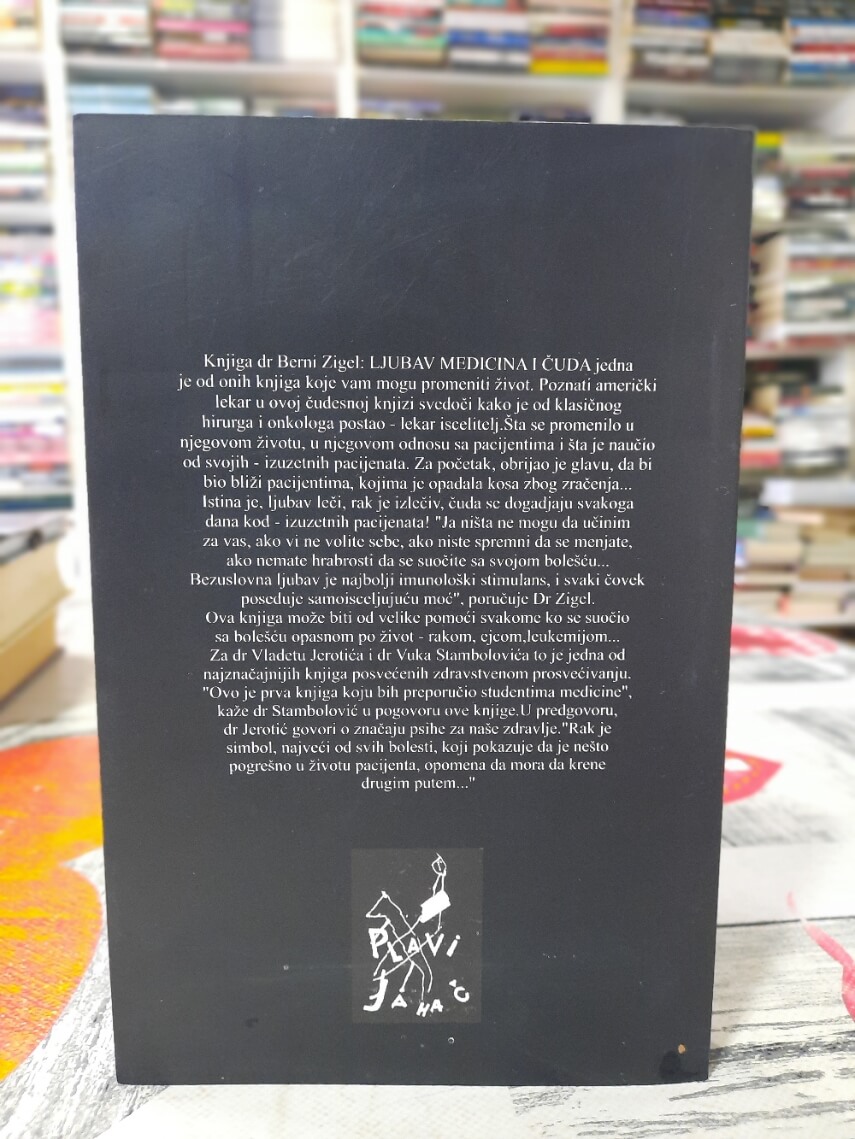 Knjiga dr Berni Zigel: LJUBAV MEDICINA I ČUDA jedna
je od onih knjiga koje vam mogu promeniti život. Poznati američki
lekar u ovoj čudesnoj knjizi svedoči kako je od klasičnog
hirurga i onkologa postao - lekar iscelitelj.Šta se promenilo u
njegovom životu, u njegovom odnosu sa pacijentima i šta je naučio
od svojih - izuzetnih pacijenata. Za početak, obrijao je glavu, da bi
bio bliži pacijentima, kojima je opadala kosa zbog zračenja...
Istina je, ljubav leči, rak je izlečiv, čuda se dogadjaju svakoga
dana kod - izuzetnih pacijenata! "Ja ništa ne mogu da učinim
za vas, ako vi ne volite sebe, ako niste spremni da se menjate,
ako nemate hrabrosti da se suočite sa svojom bolešću...
Bezuslovna ljubav je najbolji imunološki stimulans, i svaki čovek
poseduje samoisceljujuću moć", poručuje Dr Zigel.
Ova knjiga može biti od velike pomoći svakome ko se suočio
sa bolešću opasnom po život - rakom, ejcom,leukemijom...
Za dr Vladetu Jerotića i dr Vuka Stambolovića to je jedna od
najznačajnijih knjiga posvećenih zdravstvenom prosvećivanju.
"Ovo je prva knjiga koju bih preporučio studentima medicine",
kaže dr Stambolović u pogovoru ove knjige.U predgovoru,
dr Jerotić govori o značaju psihe za naše zdravlje."Rak je
simbol, najveći od svih bolesti, koji pokazuje da je nešto
pogrešno u životu pacijenta, opomena da mora da krene
drugim putem..."
PLAVi
JAHAČ